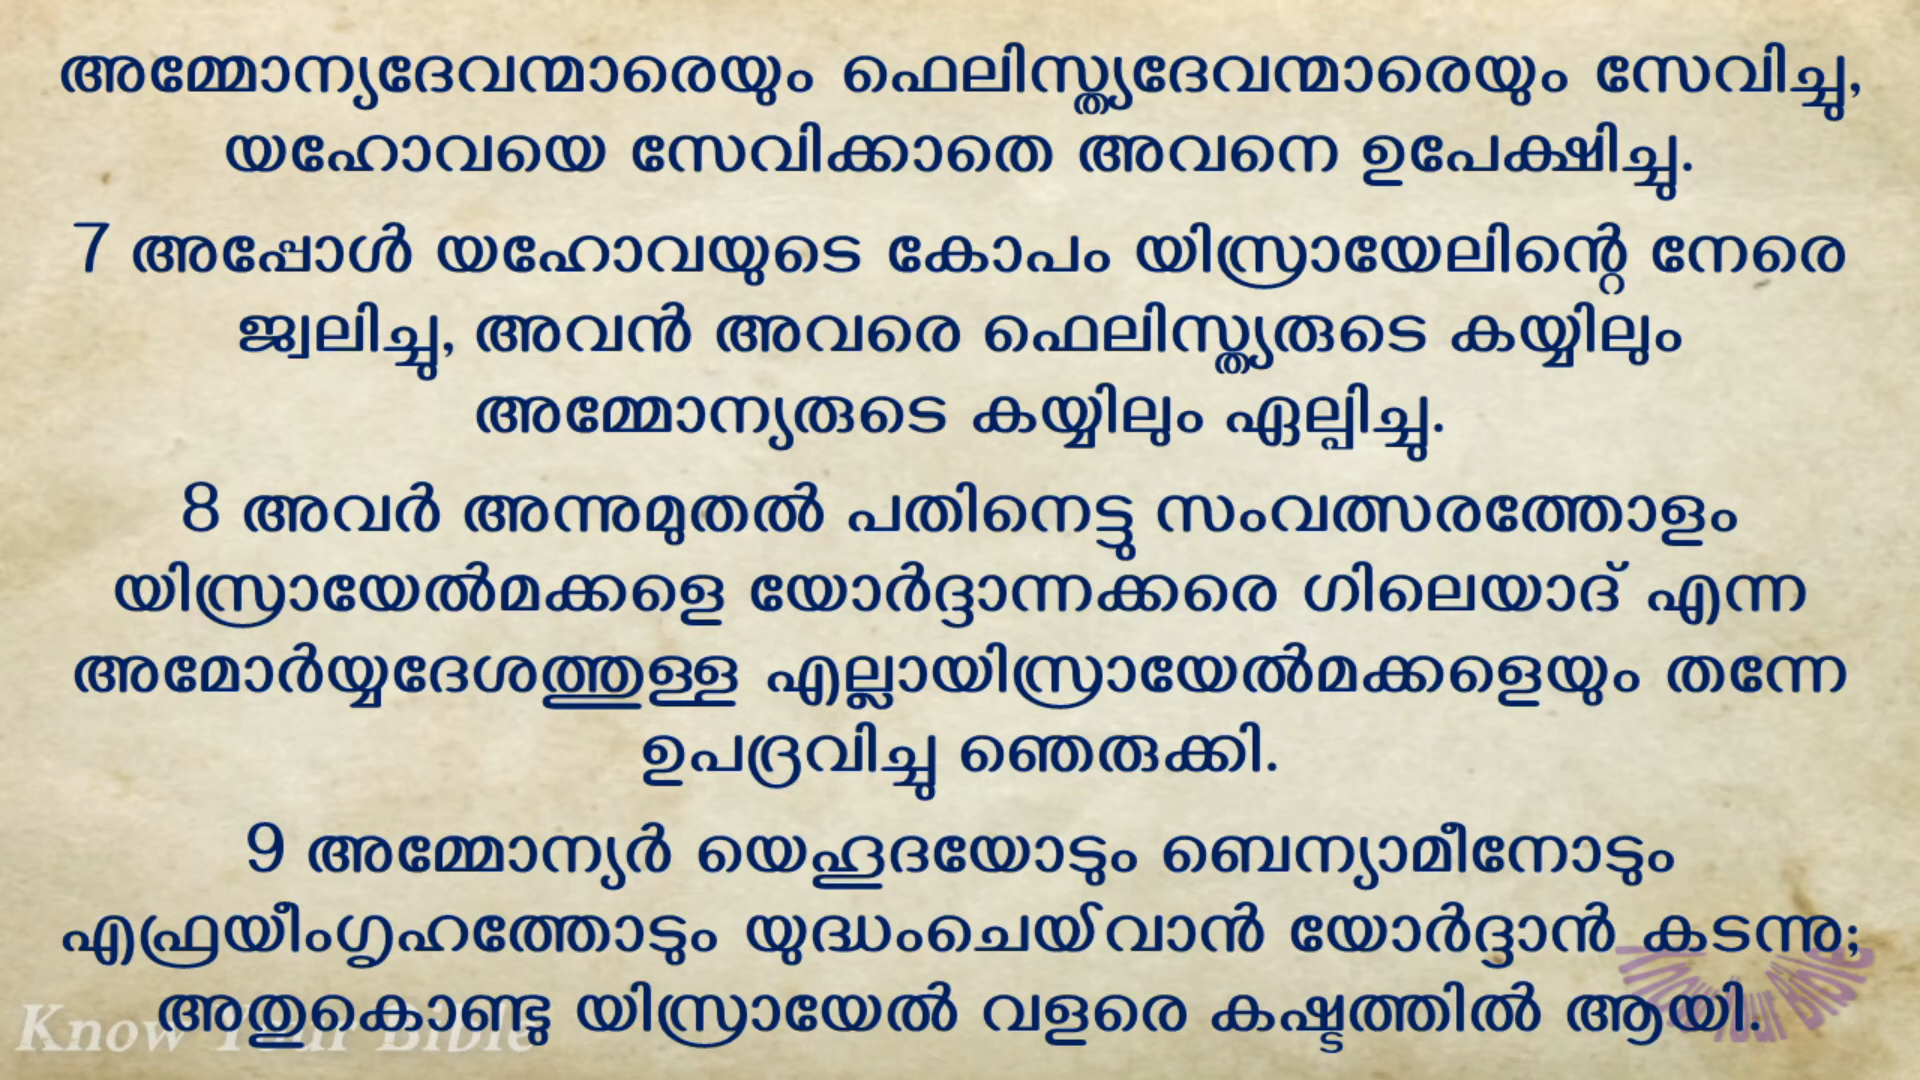 അമ്മോന്യദേവന്മാരെയും ഫെലിസ്ത്യദേവന്മാരെയും സേവിച്ചു,
യഹോവയെ സേവിക്കാതെ അവനെ ഉപേക്ഷിച്ചു.
7 അപ്പോൾ യഹോവയുടെ കോപം യിസ്രായേലിന്റെ നേരെ
ജ്വലിച്ചു, അവൻ അവരെ ഫെലിസ്ത്യരുടെ കയ്യിലും
അമ്മോന്യരുടെ കയ്യിലും ഏല്പിച്ചു.
8 അവർ അന്നുമുതൽ പതിനെട്ടു സംവത്സരത്തോളം
യിസ്രായേൽമക്കളെ യോർദ്ദാന്നക്കരെ ഗിലെയാദ് എന്ന
അമോർയ്യദേശത്തുള്ള എല്ലായിസ്രായേൽമക്കളെയും തന്നേ
ഉപദ്രവിച്ചു ഞെരുക്കി.
9 അമ്മോന്യർ യെഹൂദയോടും ബെന്യാമീനോടും
എഫ്രയീംഗൃഹത്തോടും യുദ്ധംചെയ്‌വാൻ യോർദ്ദാൻ കടന്നു;
അതുകൊണ്ടു യിസ്രായേൽ വളരെ കഷ്ടത്തിൽ ആയി.
Know Your Bible
Know Your Bible